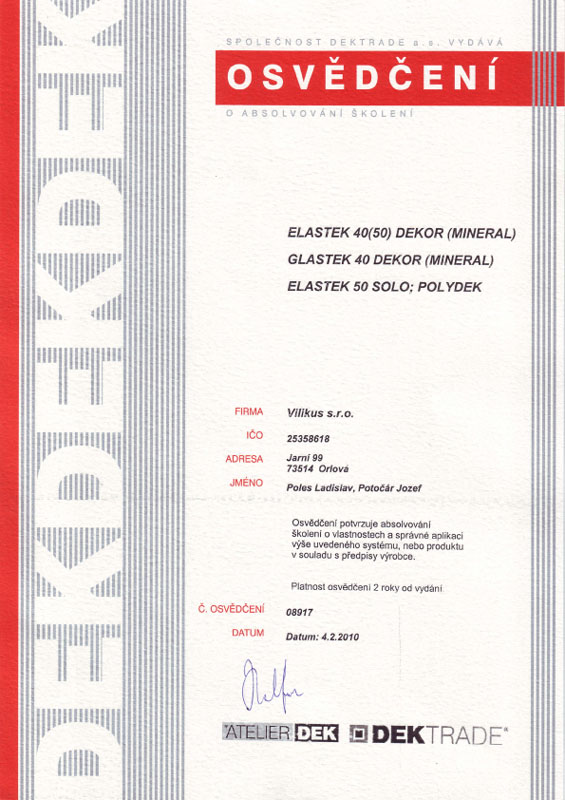 SPOLEČNOST DEKTRADE a.s. VYDÁVÁ
OSVĚDČENÍ
O ABSOLVOVÁNÍ ŠKOLENÍ
ELASTEK 40(50) DEKOR (MINERAL)
GLASTEK 40 DEKOR (MINERAL)
ELASTEK 50 SOLO; POLYDEK
FIRMA Vilikus s.r.o.
IČO 25358618
ADRESA Jarní 99
73514 Orlová
JMÉNO Poles Ladislav, Potočár Jozef
Osvědčení potvrzuje absolvování
školení o vlastnostech a správné aplikaci
výše uvedeného systému, nebo produktu
v souladu s předpisy výrobce.
Platnost osvědčení 2 roky od vydání
Č. OSVĚDČENÍ 08917
DATUM Datum: 4.2.2010
ATELIER DEK DEKTRADE
DEKDEKDEK